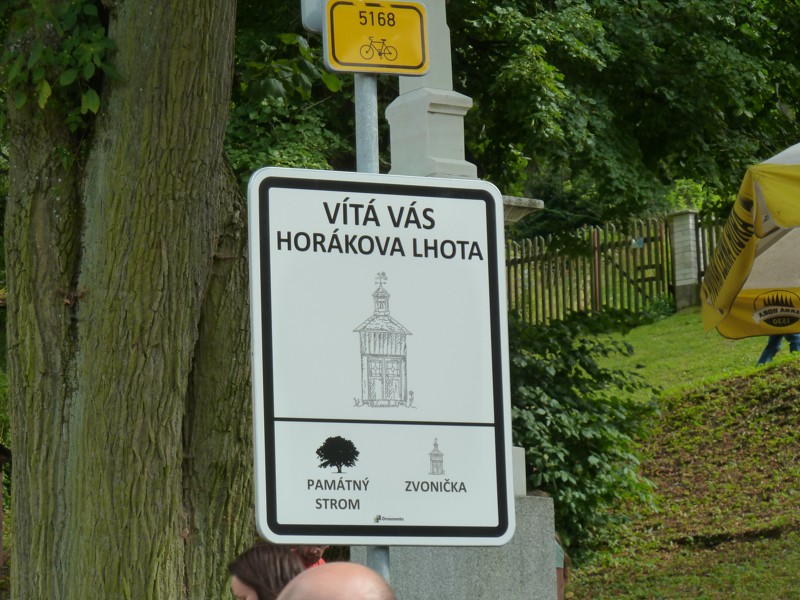 5168
VÍTÁ VÁS
HORÁKOVA LHOTA
PAMÁTNÝ
STROM
ZVONIČKA